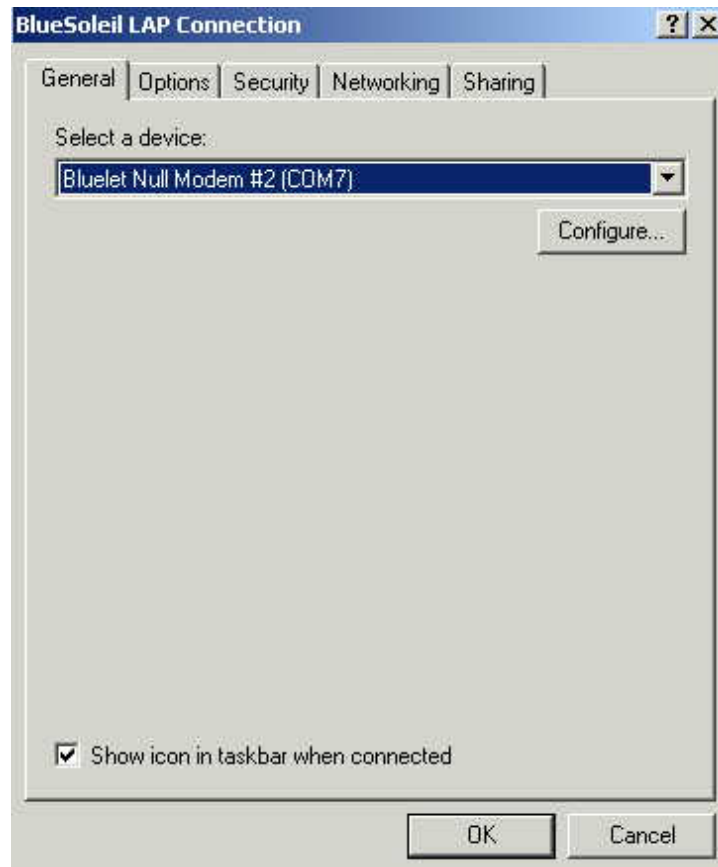 BlueSoleil LAP Connection ? ×
General Options Security Networking Sharing
Select a device:
Bluelet Null Modem #2 (COM7)
Configure...
Show icon in taskbar when connected
OK Cancel